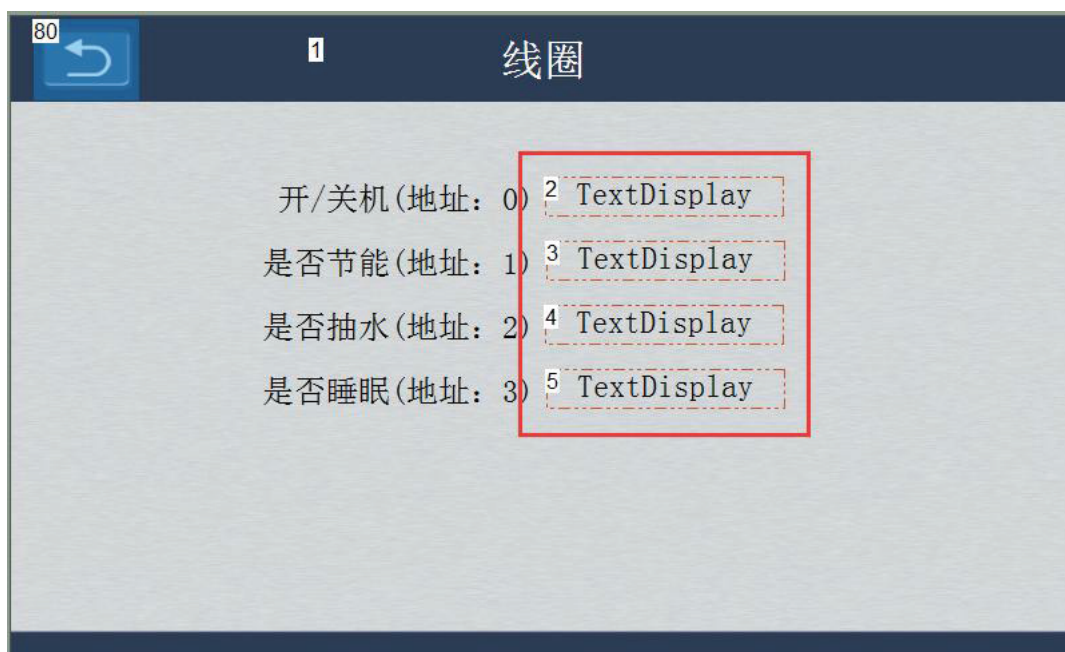 80
1
线圈
开/关机(地址：0) 2 TextDisplay
是否节能(地址：1) 3 TextDisplay
是否抽水(地址：2) 4 TextDisplay
是否睡眠(地址：3) 5 TextDisplay